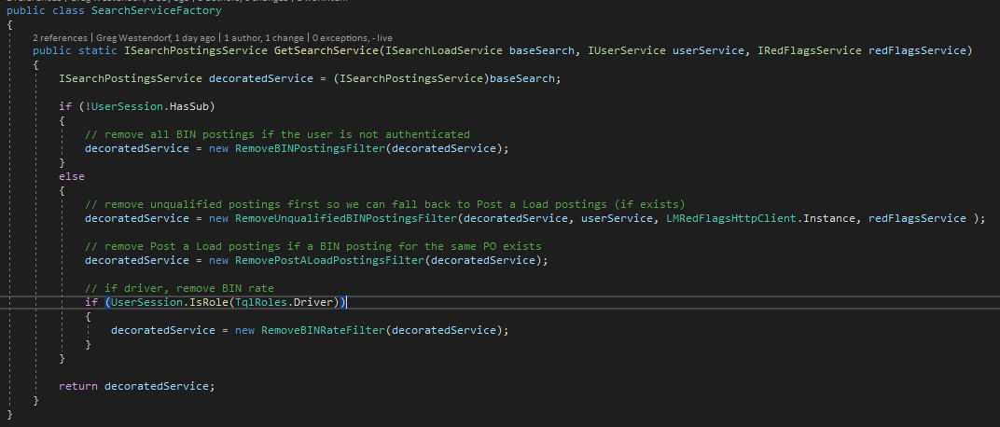 public class SearchServiceFactory
{
2 references | Greg Westendorf, 1 day ago | 1 author, 1 change | 0 exceptions, - live
public static ISearchPostingsService GetSearchService(ISearchLoadService baseSearch, IUserService userService, IRedFlagsService redFlagsService)
{
ISearchPostingsService decoratedService = (ISearchPostingsService)baseSearch;
if (!UserSession.HasSub)
{
// remove all BIN postings if the user is not authenticated
decoratedService = new RemoveBINPostingsFilter(decoratedService);
}
else
{
// remove unqualified postings first so we can fall back to Post a Load postings (if exists)
decoratedService = new RemoveUnqualifiedBINPostingsFilter(decoratedService, userService, LMRedFlagsHttpClient.Instance, redFlagsService );
// remove Post a Load postings if a BIN posting for the same PO exists
decoratedService = new RemovePostALoadPostingsFilter(decoratedService);
// if driver, remove BIN rate
if (UserSession.IsRole(TqlRoles.Driver))
{
decoratedService = new RemoveBINRateFilter(decoratedService);
}
}
return decoratedService;
}
}